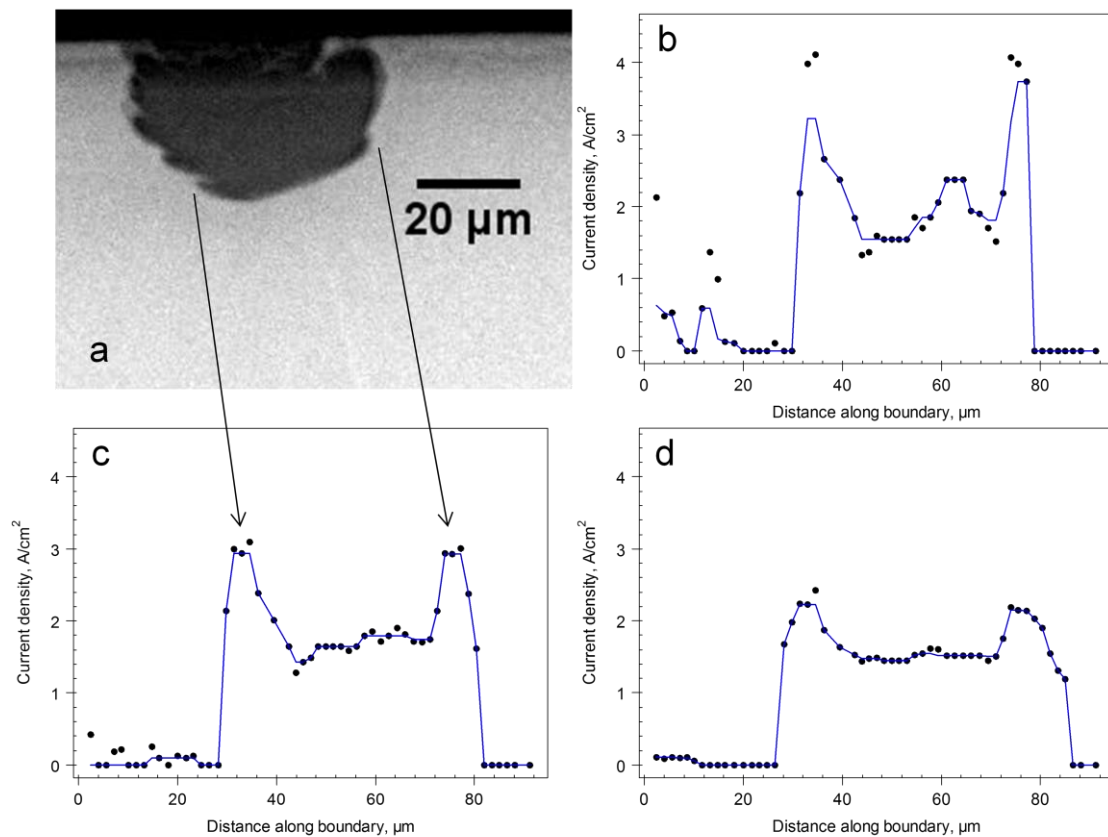 20 µm
a
b
4
3
2
1
0
0
20
40
60
80
Current density, A/cm²
Distance along boundary, µm
c
4
3
2
1
0
0
20
40
60
80
Current density, A/cm²
Distance along boundary, µm
d
4
3
2
1
0
0
20
40
60
80
Current density, A/cm²
Distance along boundary, µm